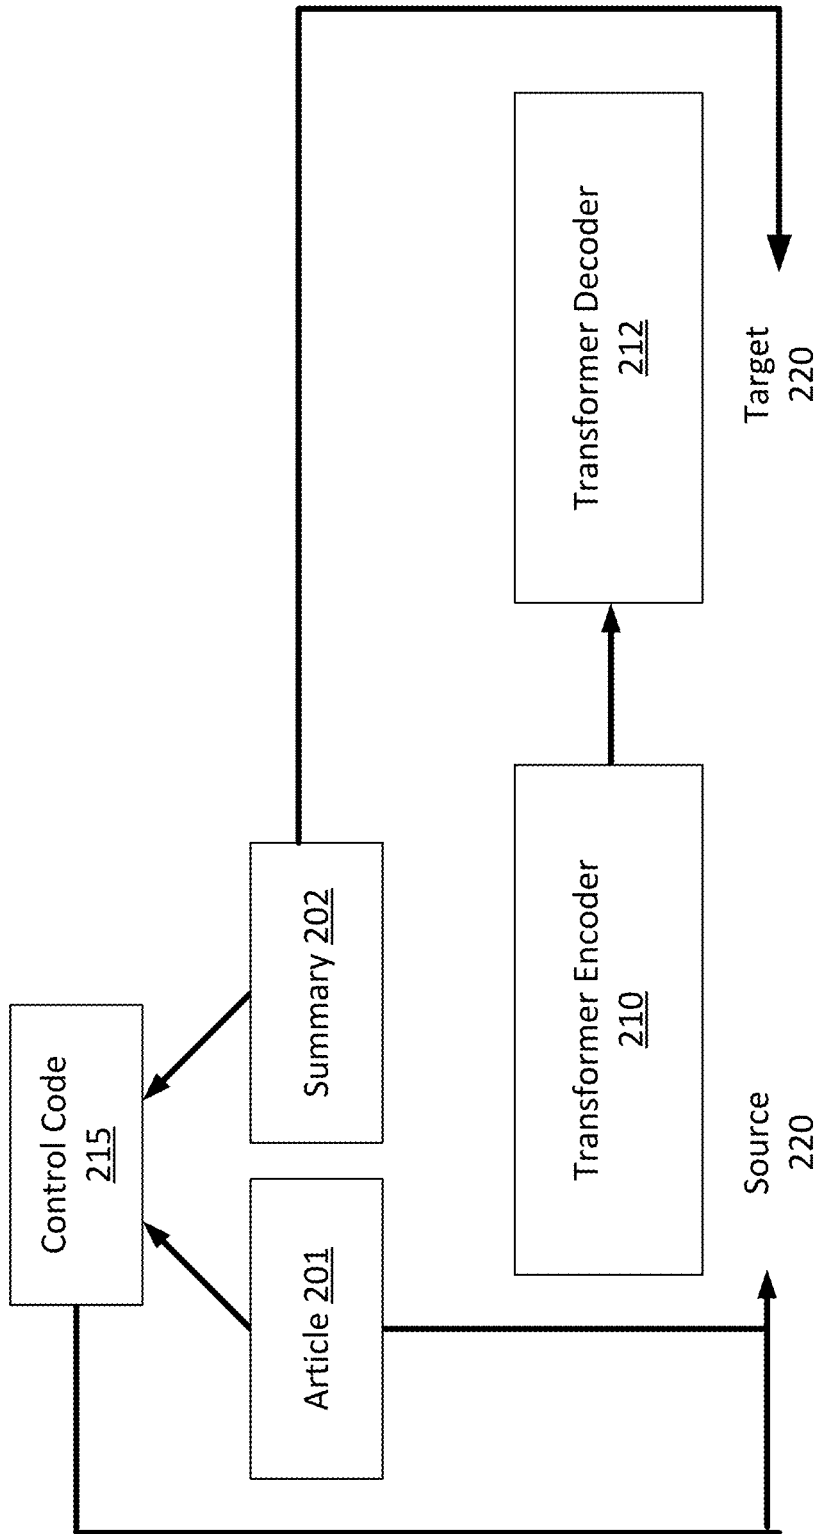 Control Code
215
Article 201
Summary 202
Transformer Encoder
210
Transformer Decoder
212
Source
220
Target
220